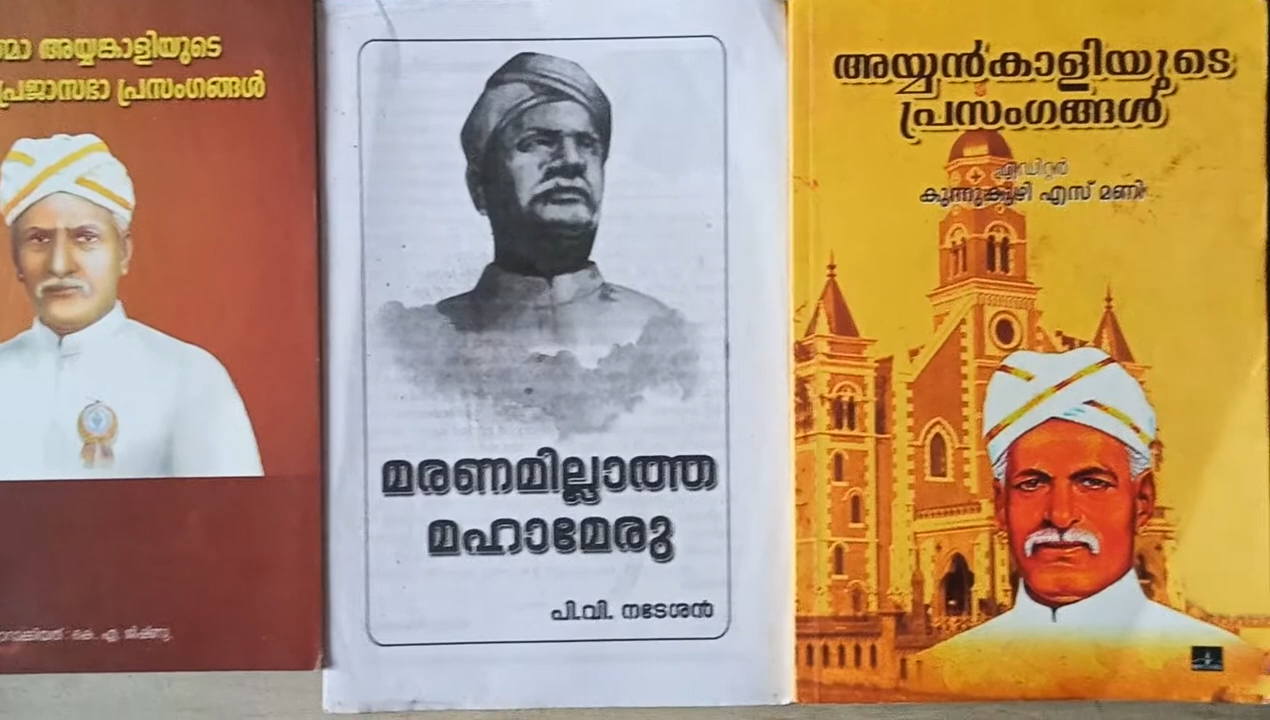 അയ്യങ്കാളിയുടെ
പ്രജാസഭാ പ്രസംഗങ്ങൾ
മരണമില്ലാത്ത
മഹാമേരു
പി.വി. നടേശൻ
അയ്യൻകാളിയുടെ
പ്രസംഗങ്ങൾ
എഡിറ്റർ
കുന്നുകുഴി എസ് മണി